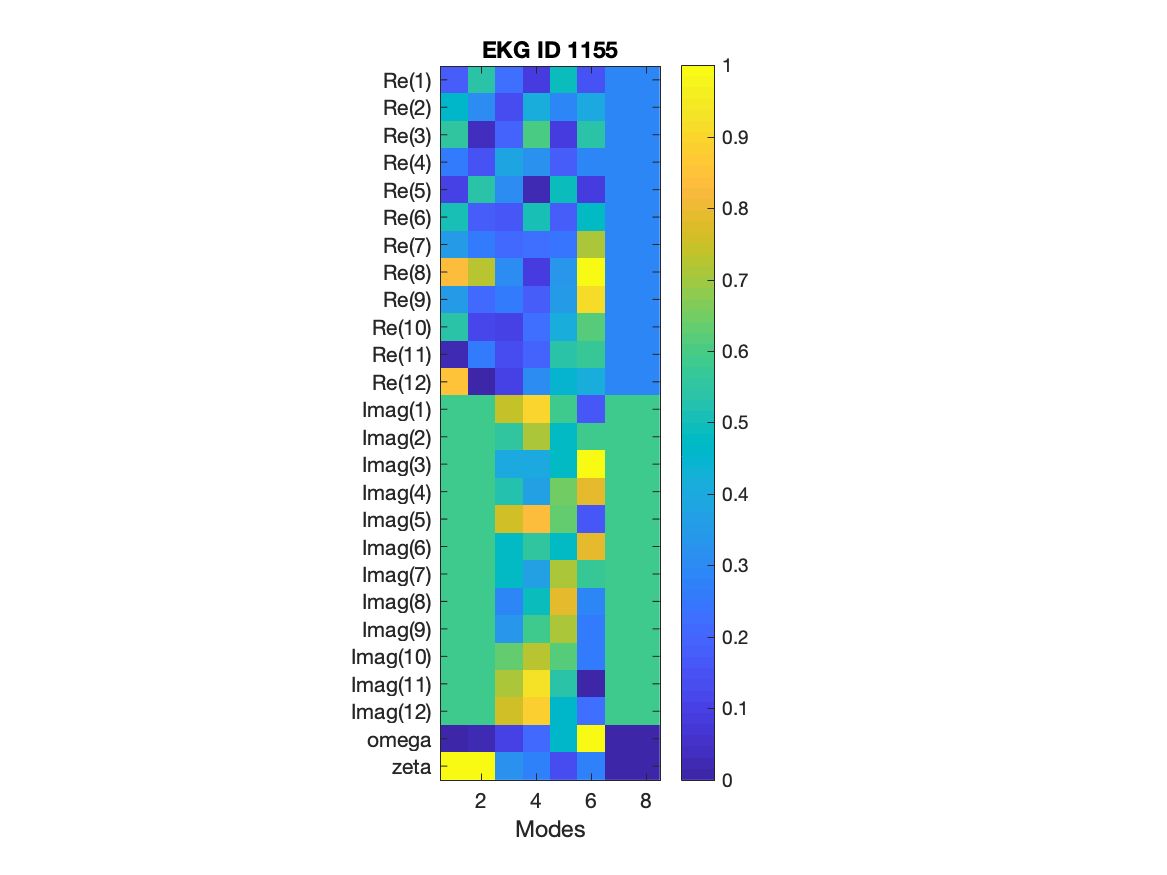 EKG ID 1155
Re(1)
Re(2)
Re(3)
Re(4)
Re(5)
Re(6)
Re(7)
Re(8)
Re(9)
Re(10)
Re(11)
Re(12)
Imag(1)
Imag(2)
Imag(3)
Imag(4)
Imag(5)
Imag(6)
Imag(7)
Imag(8)
Imag(9)
Imag(10)
Imag(11)
Imag(12)
omega
zeta
2 4 6 8
Modes
1
0.9
0.8
0.7
0.6
0.5
0.4
0.3
0.2
0.1
0